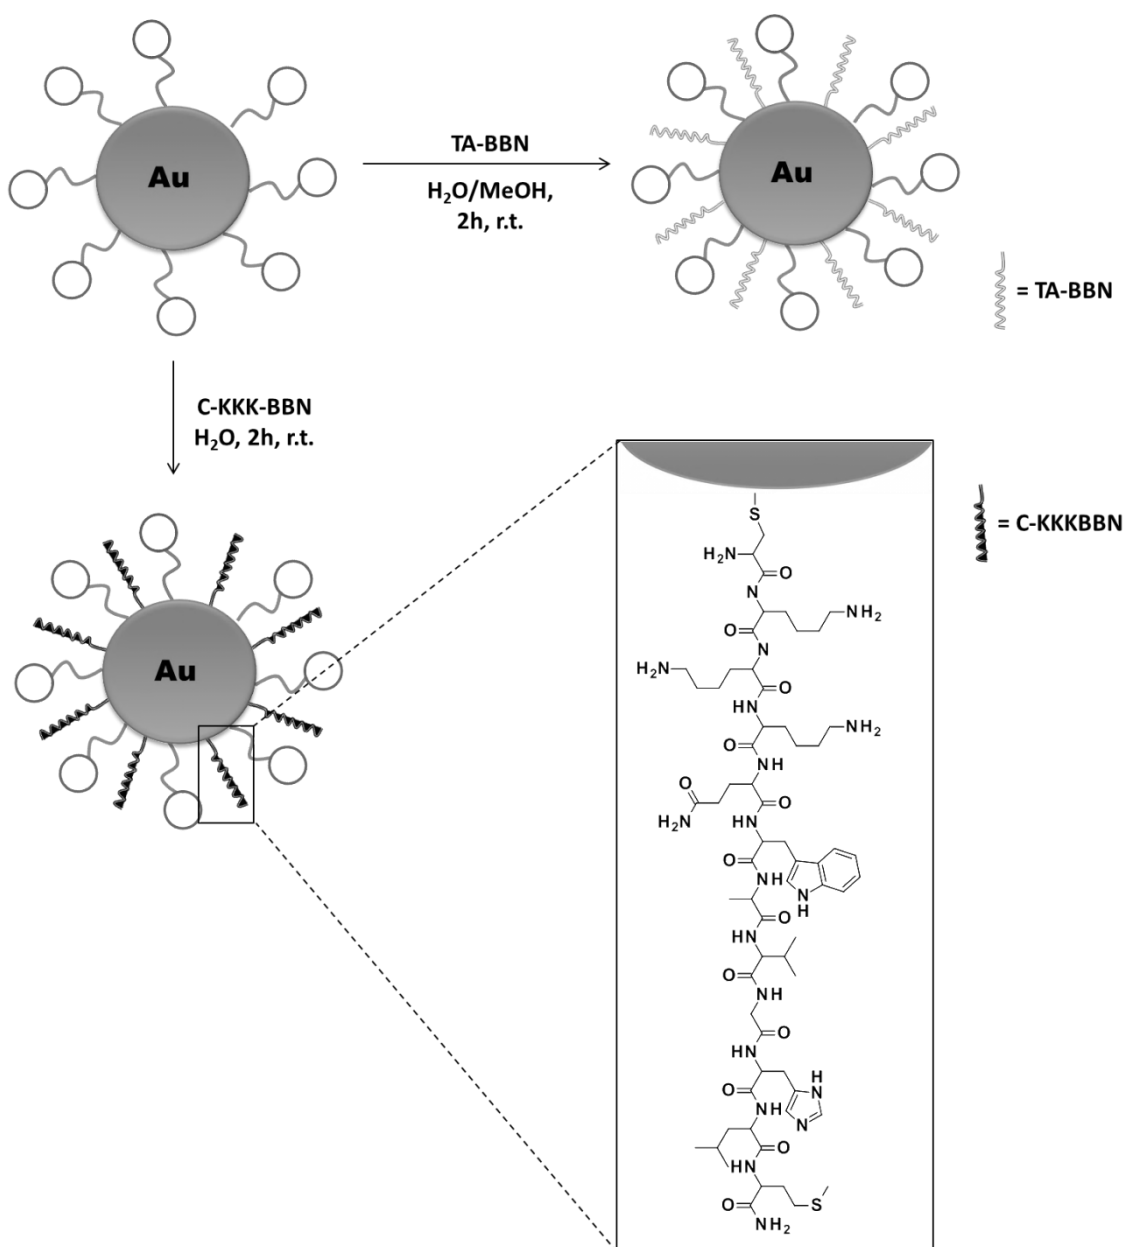 Au
TA-BBN
H₂O/MeOH,
2h, r.t.
Au
= TA-BBN
C-KKK-BBN
H₂O, 2h, r.t.
Au
= C-KKKBBN
S
H₂N
O
N
NH₂
O
N
H₂N
O
HN
NH₂
O
NH
O
O
H₂N
HN
O
NH
N
H
O
HN
O
NH
O
HN
H
N
O
NH
N
O
HN
O
S
NH₂